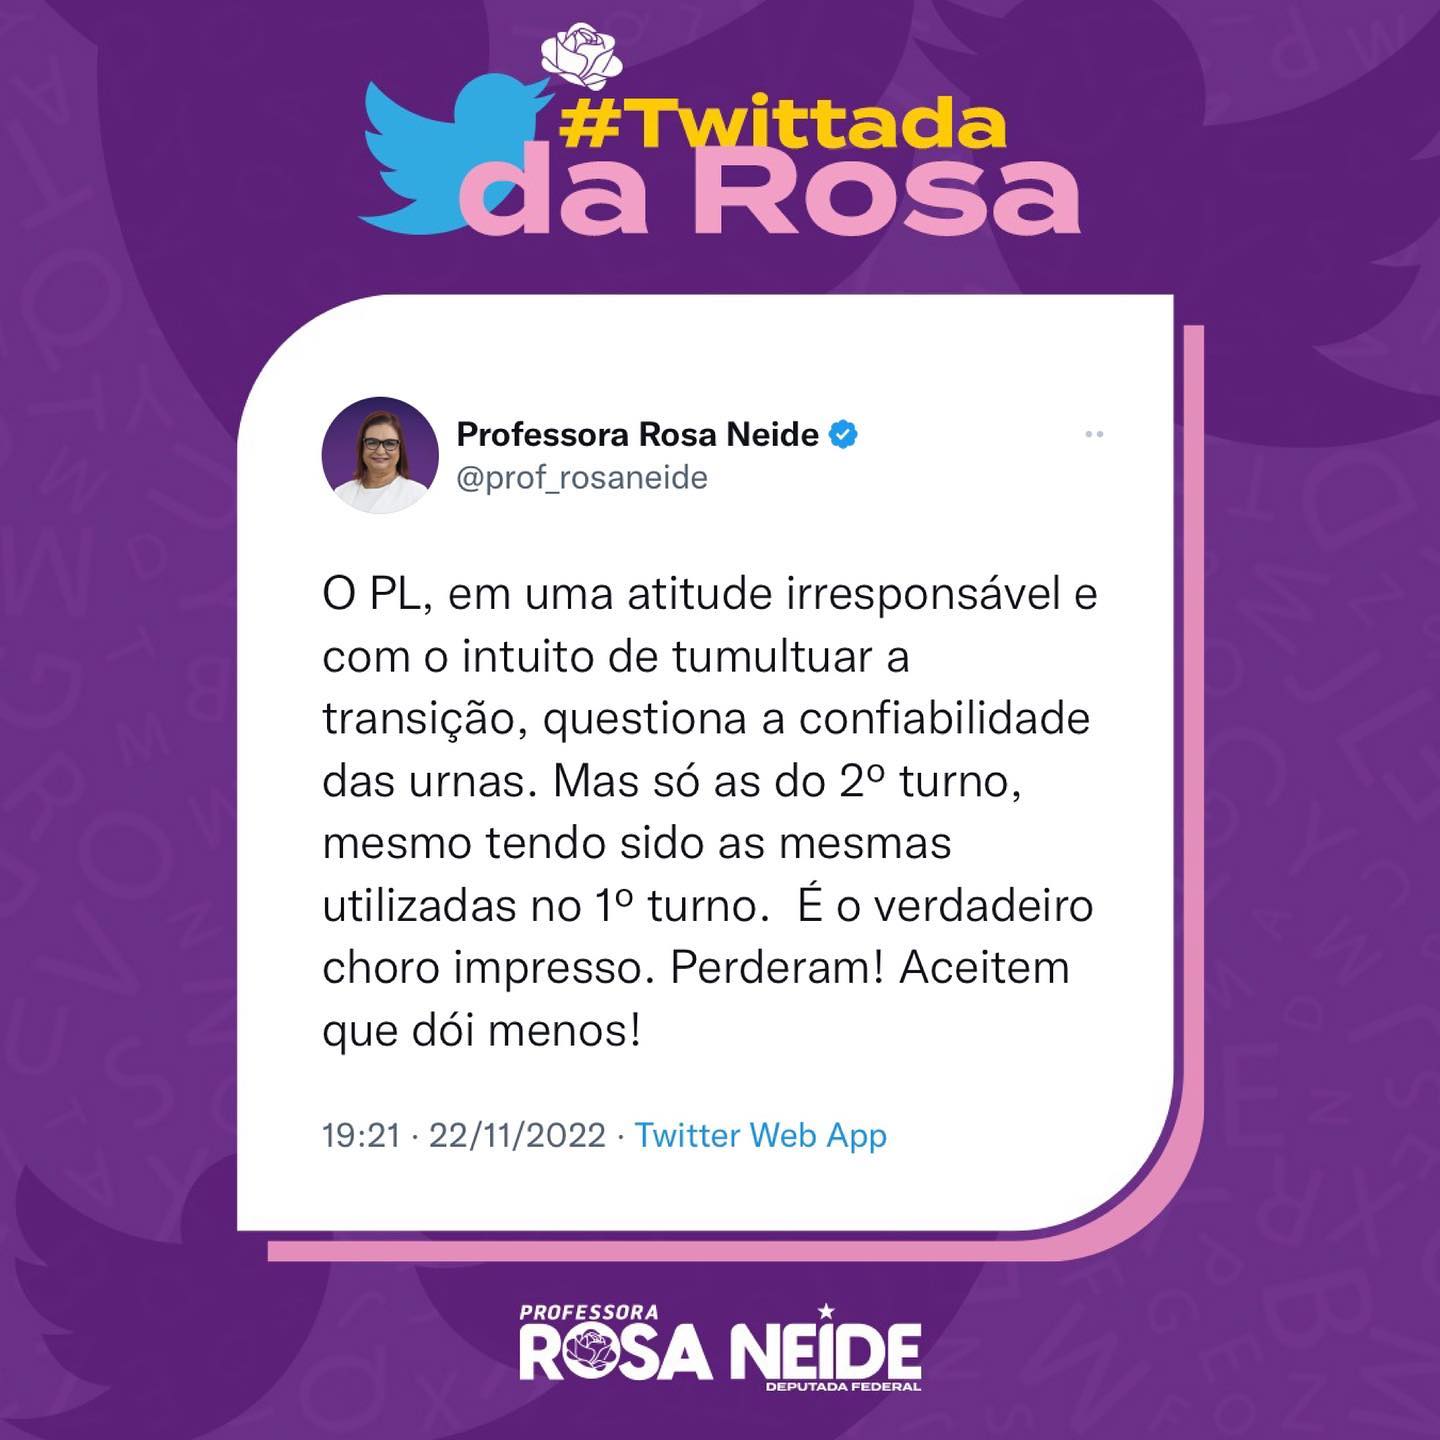 #Twittada
da Rosa
Professora Rosa Neide
@prof_rosaneide
O PL, em uma atitude irresponsável e
com o intuito de tumultuar a
transição, questiona a confiabilidade
das urnas. Mas só as do 2º turno,
mesmo tendo sido as mesmas
utilizadas no 1º turno.  É o verdadeiro
choro impresso. Perderam! Aceitem
que dói menos!
19:21 · 22/11/2022 · Twitter Web App
PROFESSORA
ROSA NEIDE
DEPUTADA FEDERAL